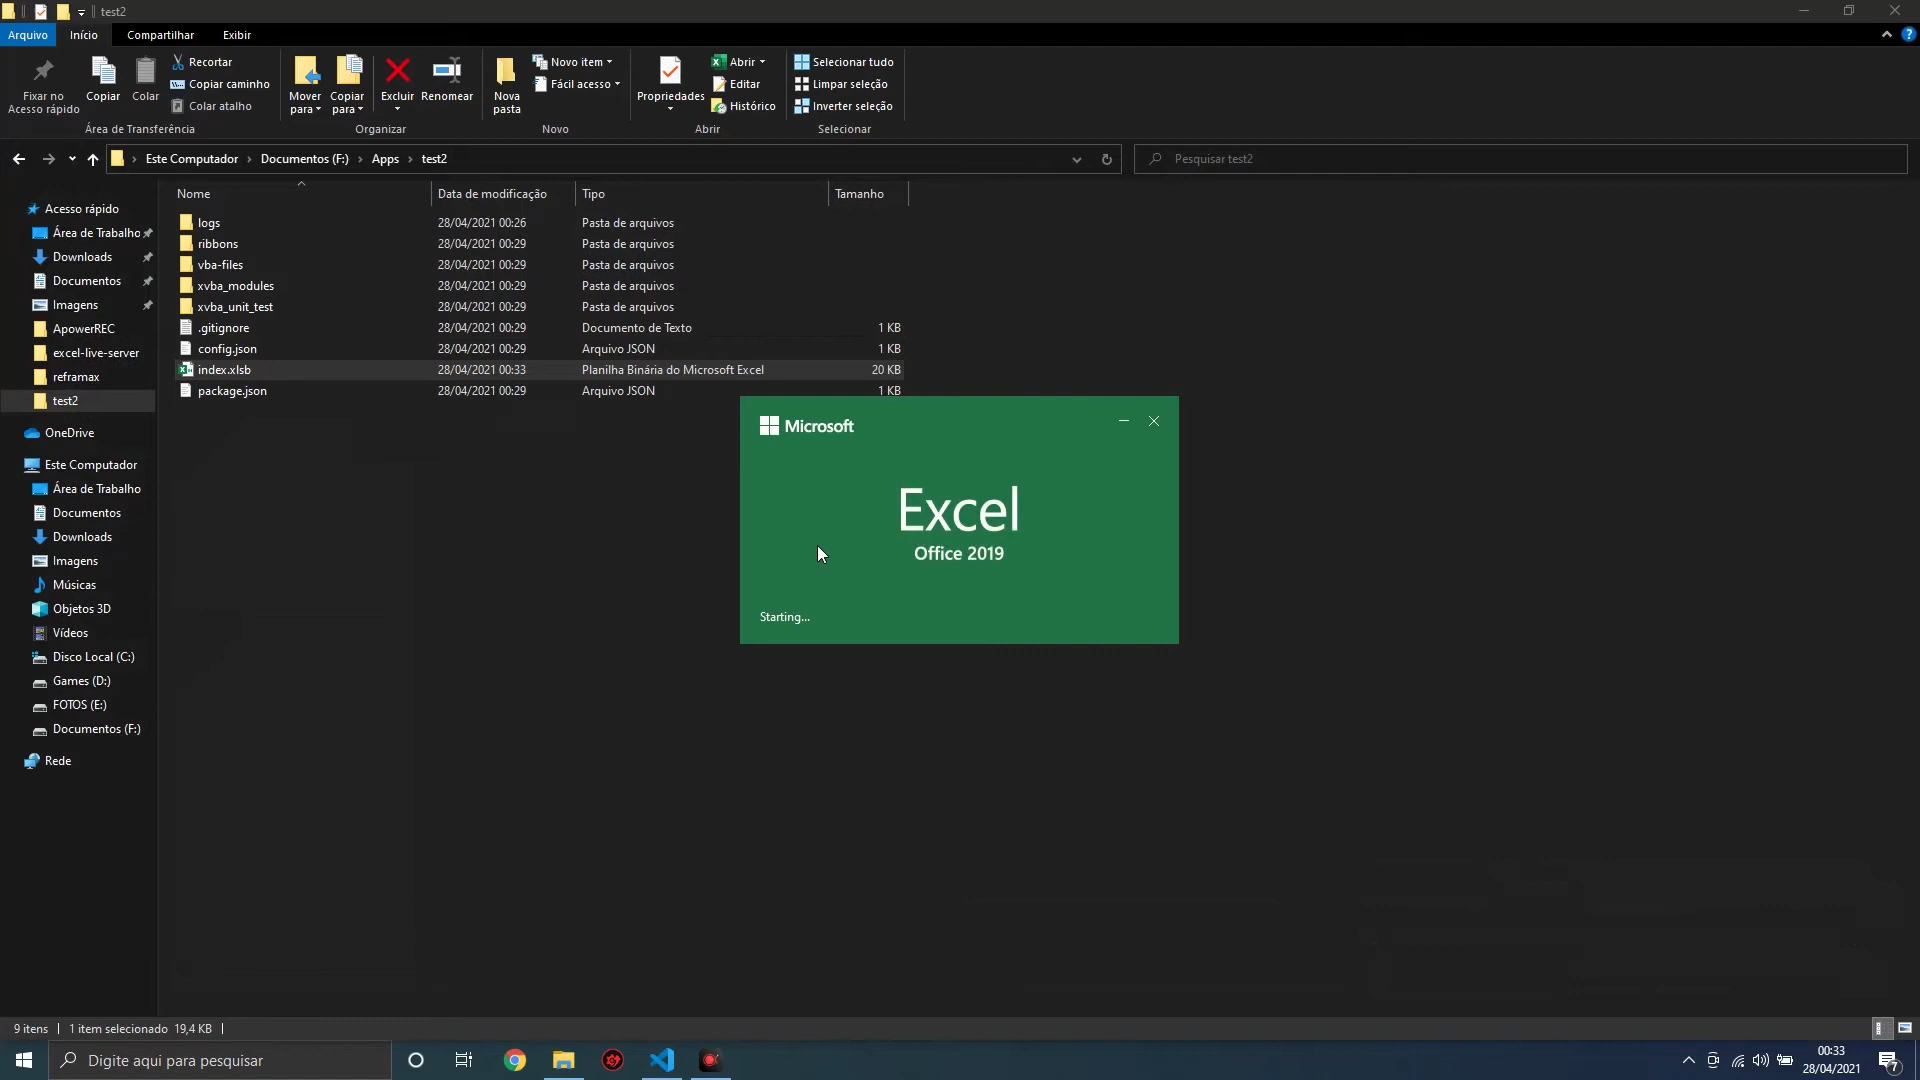 test2
Arquivo Início Compartilhar Exibir
Fixar no
Acesso rápido
Copiar
Colar
Recortar
Copiar caminho
Colar atalho
Área de Transferência
Mover
para
Copiar
para
Excluir
Renomear
Organizar
Nova
pasta
Novo item
Fácil acesso
Novo
Propriedades
Abrir
Editar
Histórico
Abrir
Selecionar tudo
Limpar seleção
Inverter seleção
Selecionar
Este Computador Documentos (F:) Apps test2
Pesquisar test2
Nome Data de modificação Tipo Tamanho
logs 28/04/2021 00:26 Pasta de arquivos
ribbons 28/04/2021 00:29 Pasta de arquivos
vba-files 28/04/2021 00:29 Pasta de arquivos
xvba_modules 28/04/2021 00:29 Pasta de arquivos
xvba_unit_test 28/04/2021 00:29 Pasta de arquivos
.gitignore 28/04/2021 00:29 Documento de Texto 1 KB
config.json 28/04/2021 00:29 Arquivo JSON 1 KB
index.xlsb 28/04/2021 00:33 Planilha Binária do Microsoft Excel 20 KB
package.json 28/04/2021 00:29 Arquivo JSON 1 KB
Acesso rápido
Área de Trabalho
Downloads
Documentos
Imagens
ApowerREC
excel-live-server
reframax
test2
OneDrive
Este Computador
Área de Trabalho
Documentos
Downloads
Imagens
Músicas
Objetos 3D
Vídeos
Disco Local (C:)
Games (D:)
FOTOS (E:)
Documentos (F:)
Rede
Microsoft
Excel
Office 2019
Starting...
9 itens 1 item selecionado 19,4 KB
Digite aqui para pesquisar
00:33
28/04/2021
7